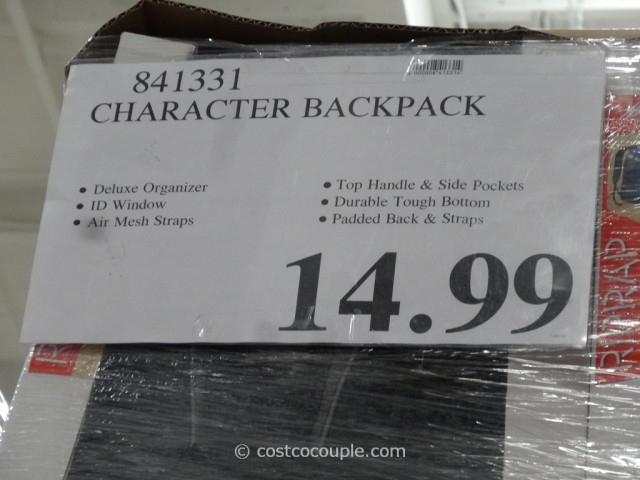 841331
CHARACTER BACKPACK
• Deluxe Organizer
• ID Window
• Air Mesh Straps
• Top Handle & Side Pockets
• Durable Tough Bottom
• Padded Back & Straps
14.99
RIPRAP
© costcocouple.com